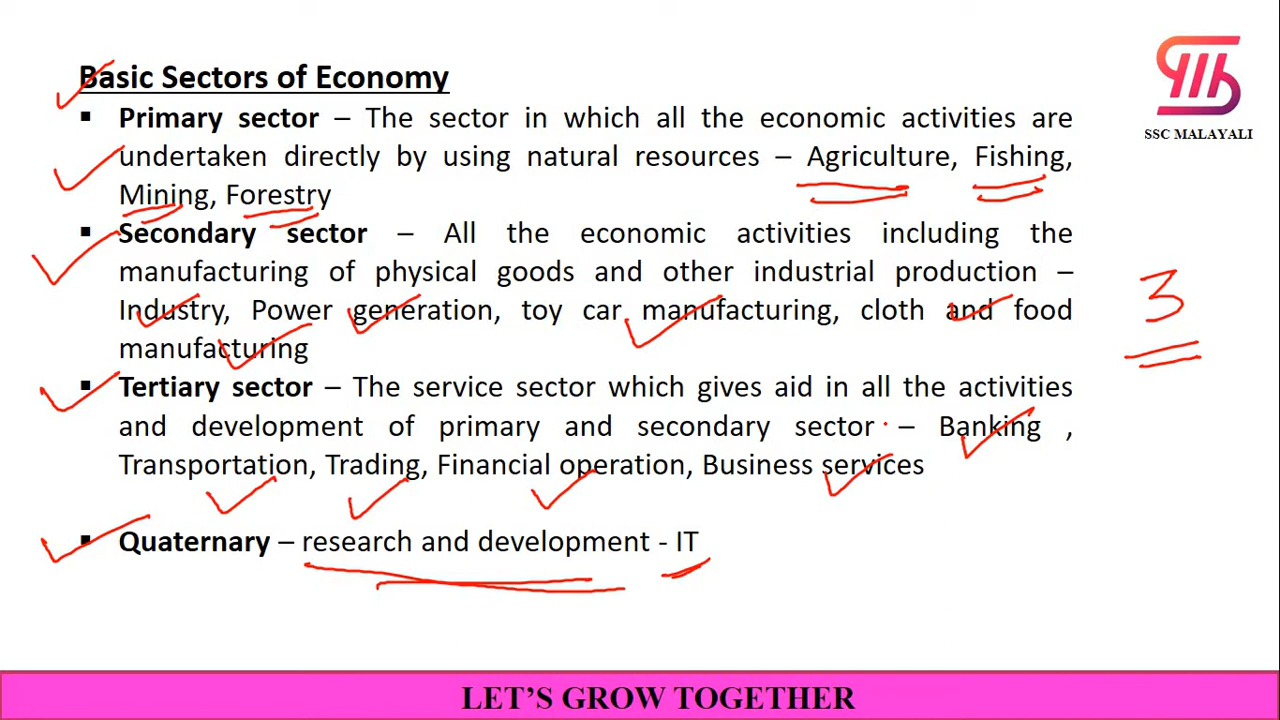 Basic Sectors of Economy
▪ Primary sector – The sector in which all the economic activities are
undertaken directly by using natural resources – Agriculture, Fishing,
Mining, Forestry
▪ Secondary sector – All the economic activities including the
manufacturing of physical goods and other industrial production –
Industry, Power generation, toy car manufacturing, cloth and food
manufacturing
▪ Tertiary sector – The service sector which gives aid in all the activities
and development of primary and secondary sector – Banking ,
Transportation, Trading, Financial operation, Business services
▪ Quaternary – research and development - IT
SSC MALAYALI
3
LET’S GROW TOGETHER